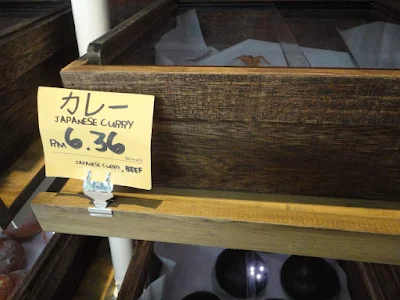 カレー
JAPANESE CURRY
RM 6.36
JAPANESE CURRY, BEEF